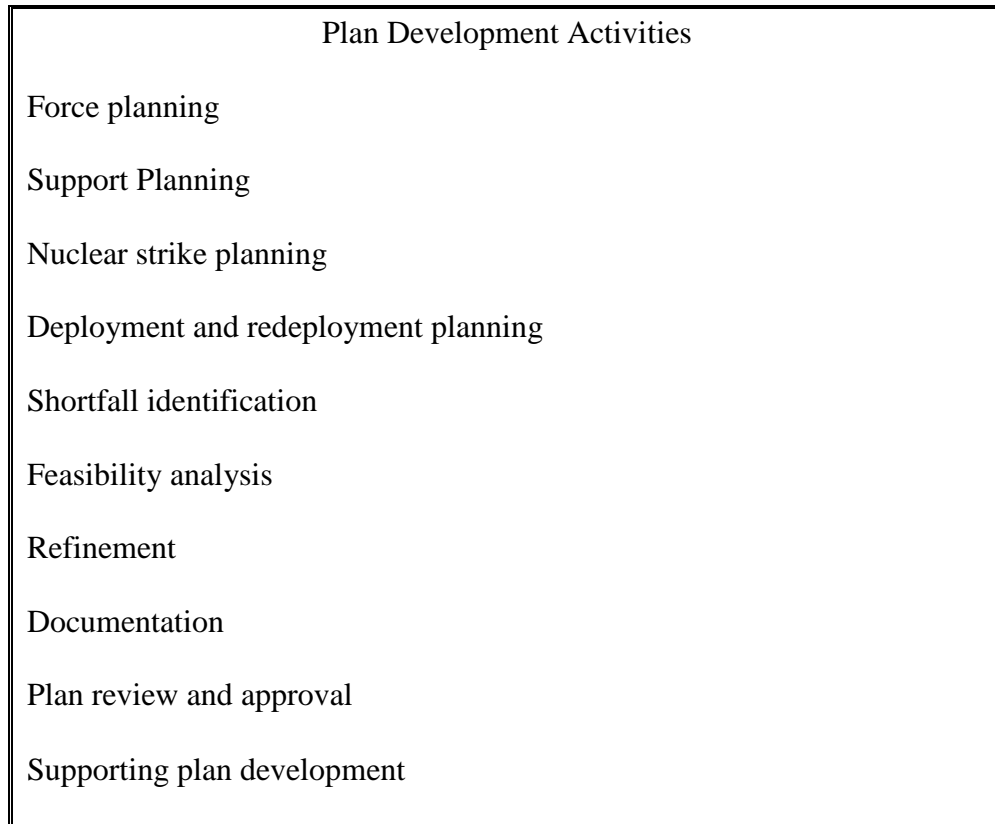 Plan Development Activities
Force planning
Support Planning
Nuclear strike planning
Deployment and redeployment planning
Shortfall identification
Feasibility analysis
Refinement
Documentation
Plan review and approval
Supporting plan development